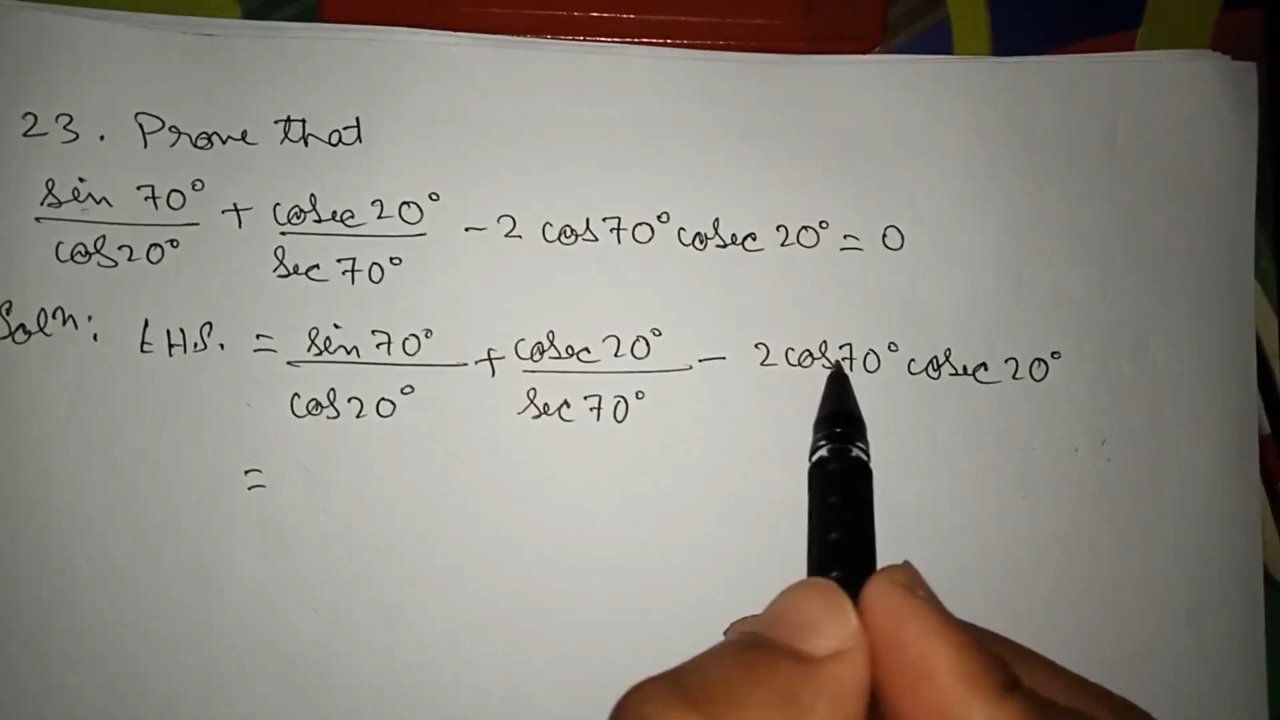 23. Prove that
sin 70° / cos 20° + cosec 20° / sec 70° - 2 cos 70° cosec 20° = 0
Soln: LHS. = sin 70° / cos 20° + cosec 20° / sec 70° - 2 cos 70° cosec 20°
=